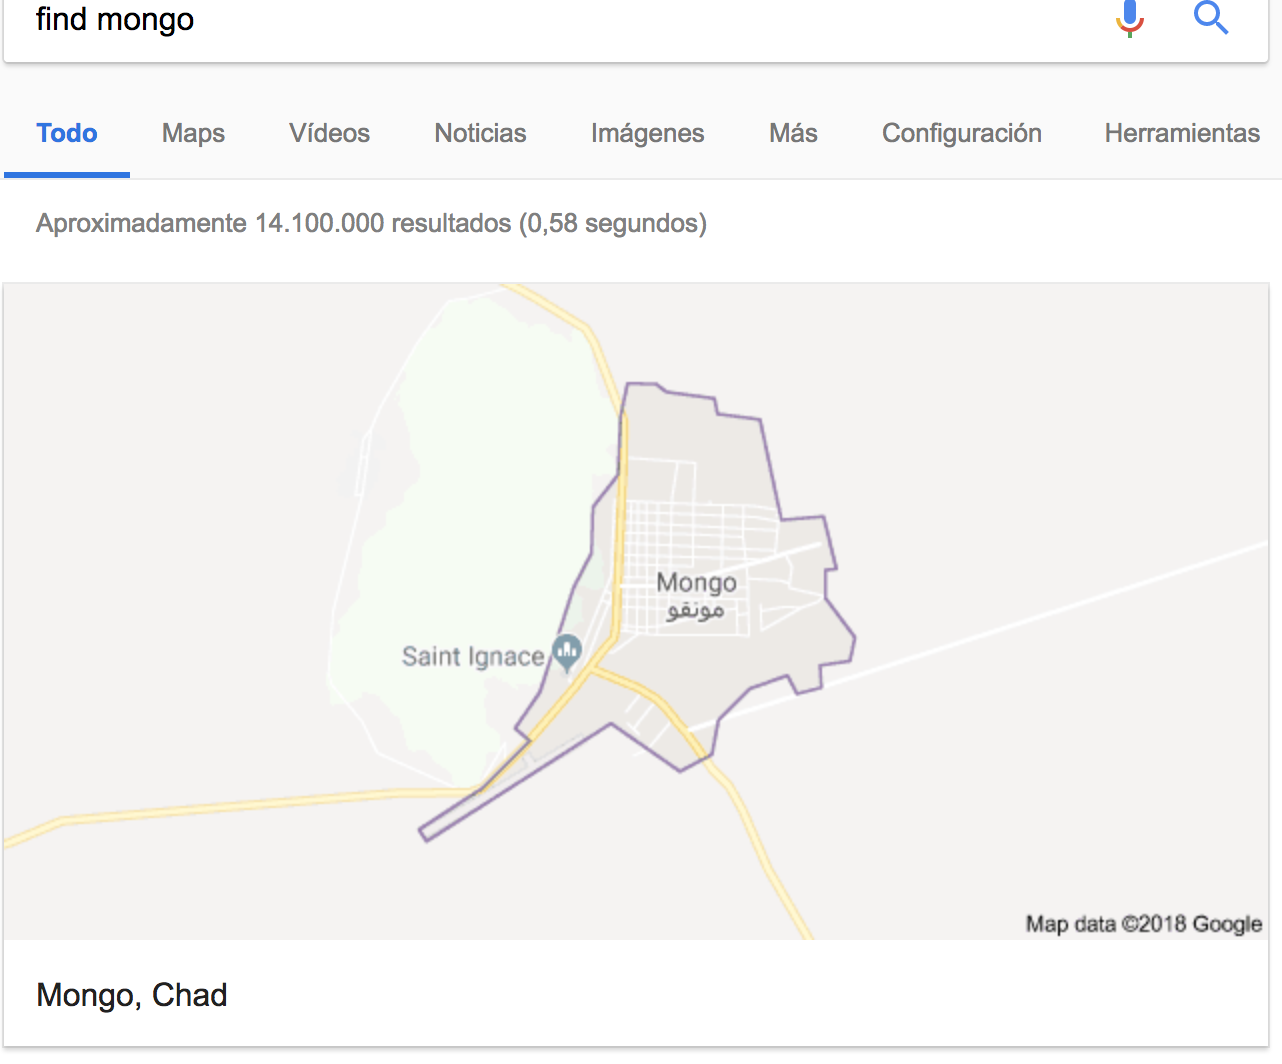 find mongo
Todo Maps Vídeos Noticias Imágenes Más Configuración Herramientas
Aproximadamente 14.100.000 resultados (0,58 segundos)
Mongo
مونقو
Saint Ignace
Map data ©2018 Google
Mongo, Chad